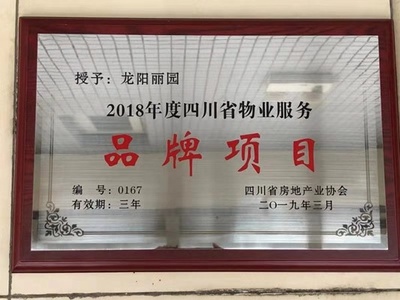 授予：龙阳丽园
2018年度四川省物业服务
品牌项目
编 号：0167 四川省房地产业协会
有效期：三年 二〇一九年三月